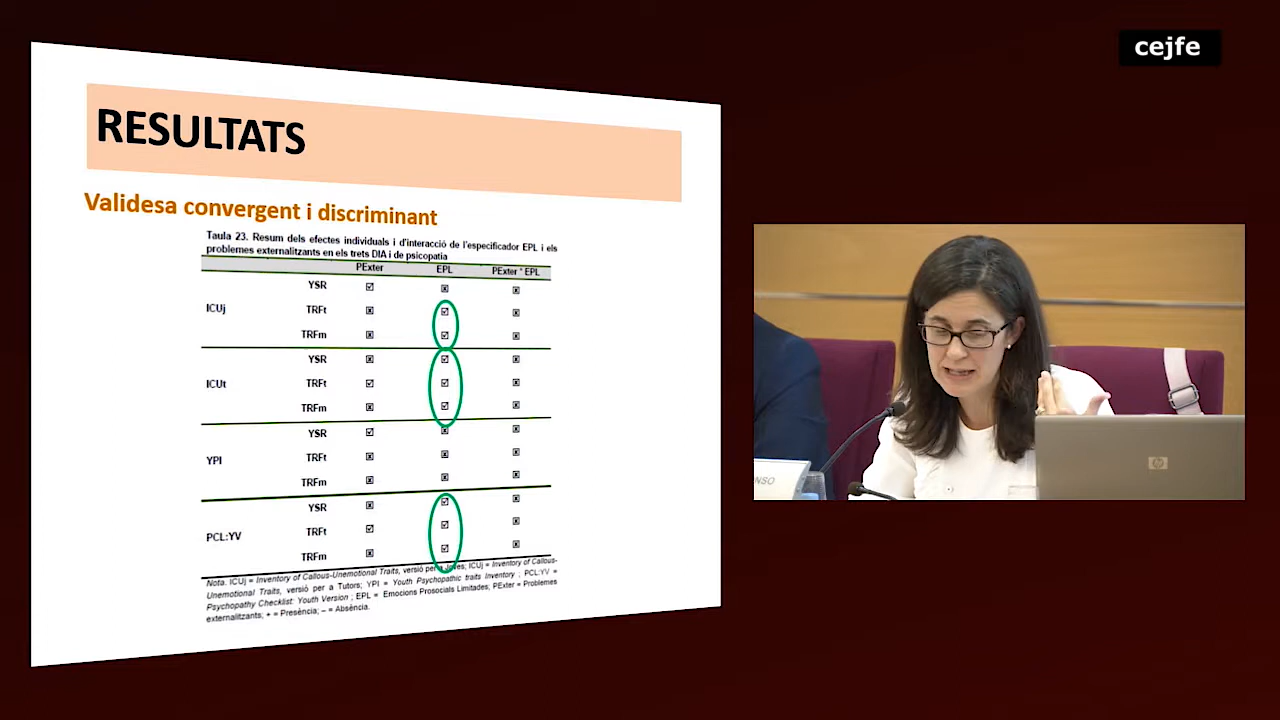 cejfe
RESULTATS
Validesa convergent i discriminant
Taula 23. Resum dels efectes individuals i d'interacció de l'especificador EPL i els
problemes externalitzants en els trets DIA i de psicopatia
PExter EPL PExter * EPL
YSR ☑ ☒ ☒
ICUj TRFt ☒ ☑ ☒
TRFm ☒ ☑ ☒
YSR ☒ ☑ ☒
ICUt TRFt ☑ ☑ ☒
TRFm ☒ ☑ ☒
YSR ☑ ☒ ☒
YPI TRFt ☒ ☒ ☒
TRFm ☒ ☒ ☒
YSR ☒ ☑ ☒
PCL:YV TRFt ☑ ☑ ☒
TRFm ☒ ☑ ☒
Nota. ICUj = Inventory of Callous-Unemotional Traits, versió per a Joves; ICUj = Inventory of Callous-
Unemotional Traits, versió per a Tutors; YPI = Youth Psychopathic traits Inventory ; PCL:YV =
Psychopathy Checklist: Youth Version ; EPL = Emocions Prosocials Limitades; PExter = Problemes
externalitzants; + = Presència; – = Absència.
NSO
hp